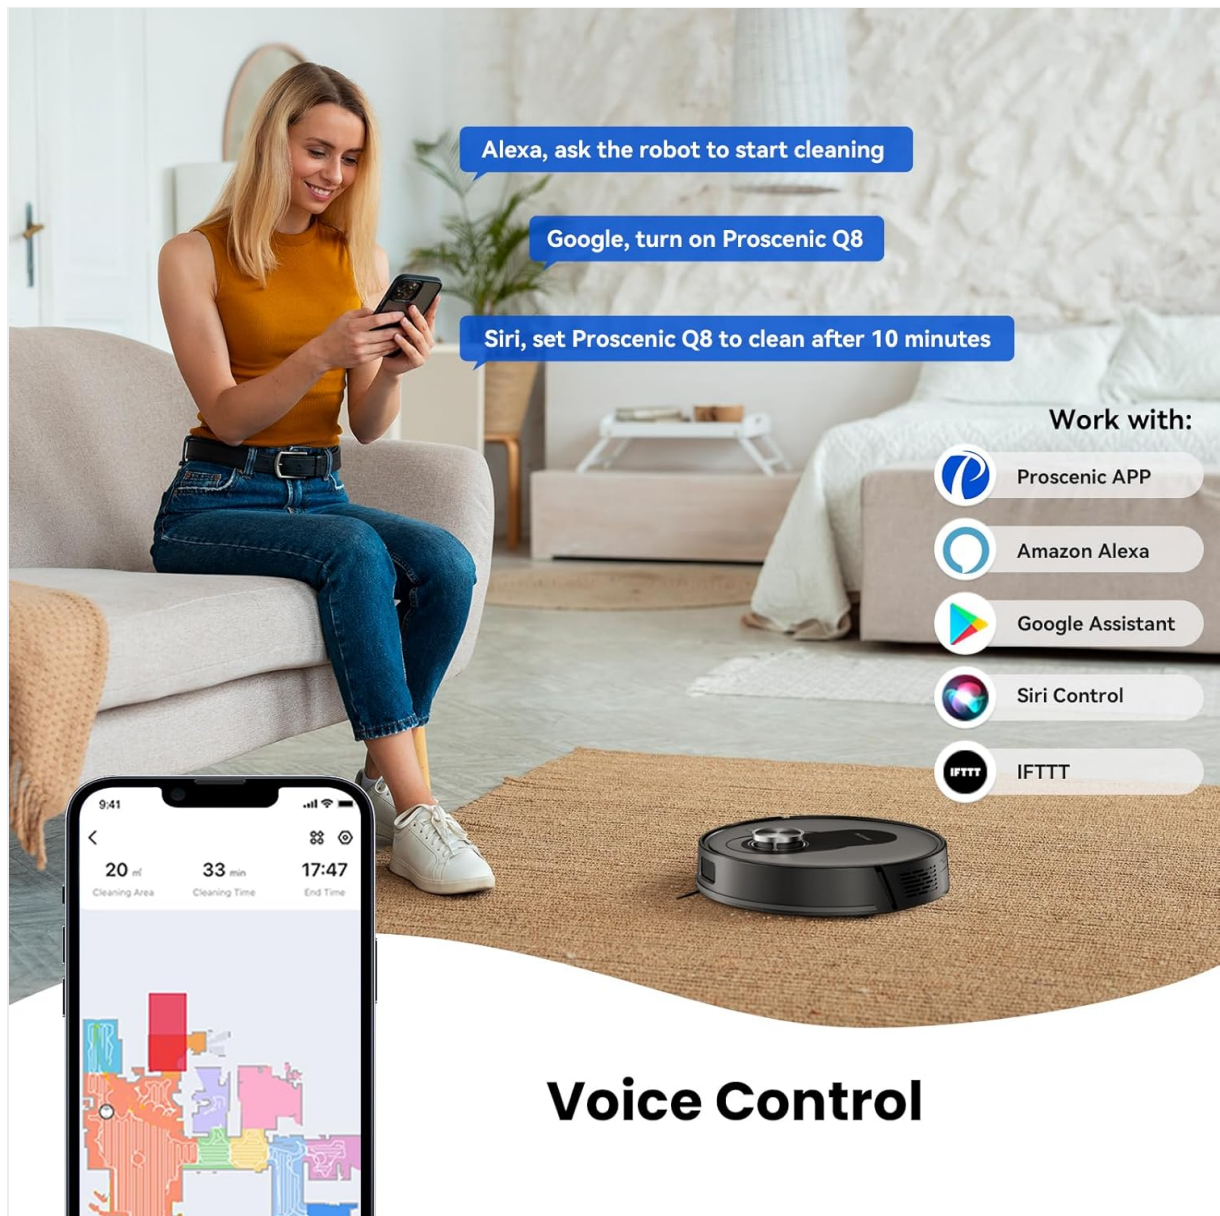 Alexa, ask the robot to start cleaning
Google, turn on Proscenic Q8
Siri, set Proscenic Q8 to clean after 10 minutes
Work with:
Proscenic APP
Amazon Alexa
Google Assistant
Siri Control
IFTTT IFTTT
9:41
20 ㎡ 33 min 17:47
Cleaning Area Cleaning Time End Time
Voice Control